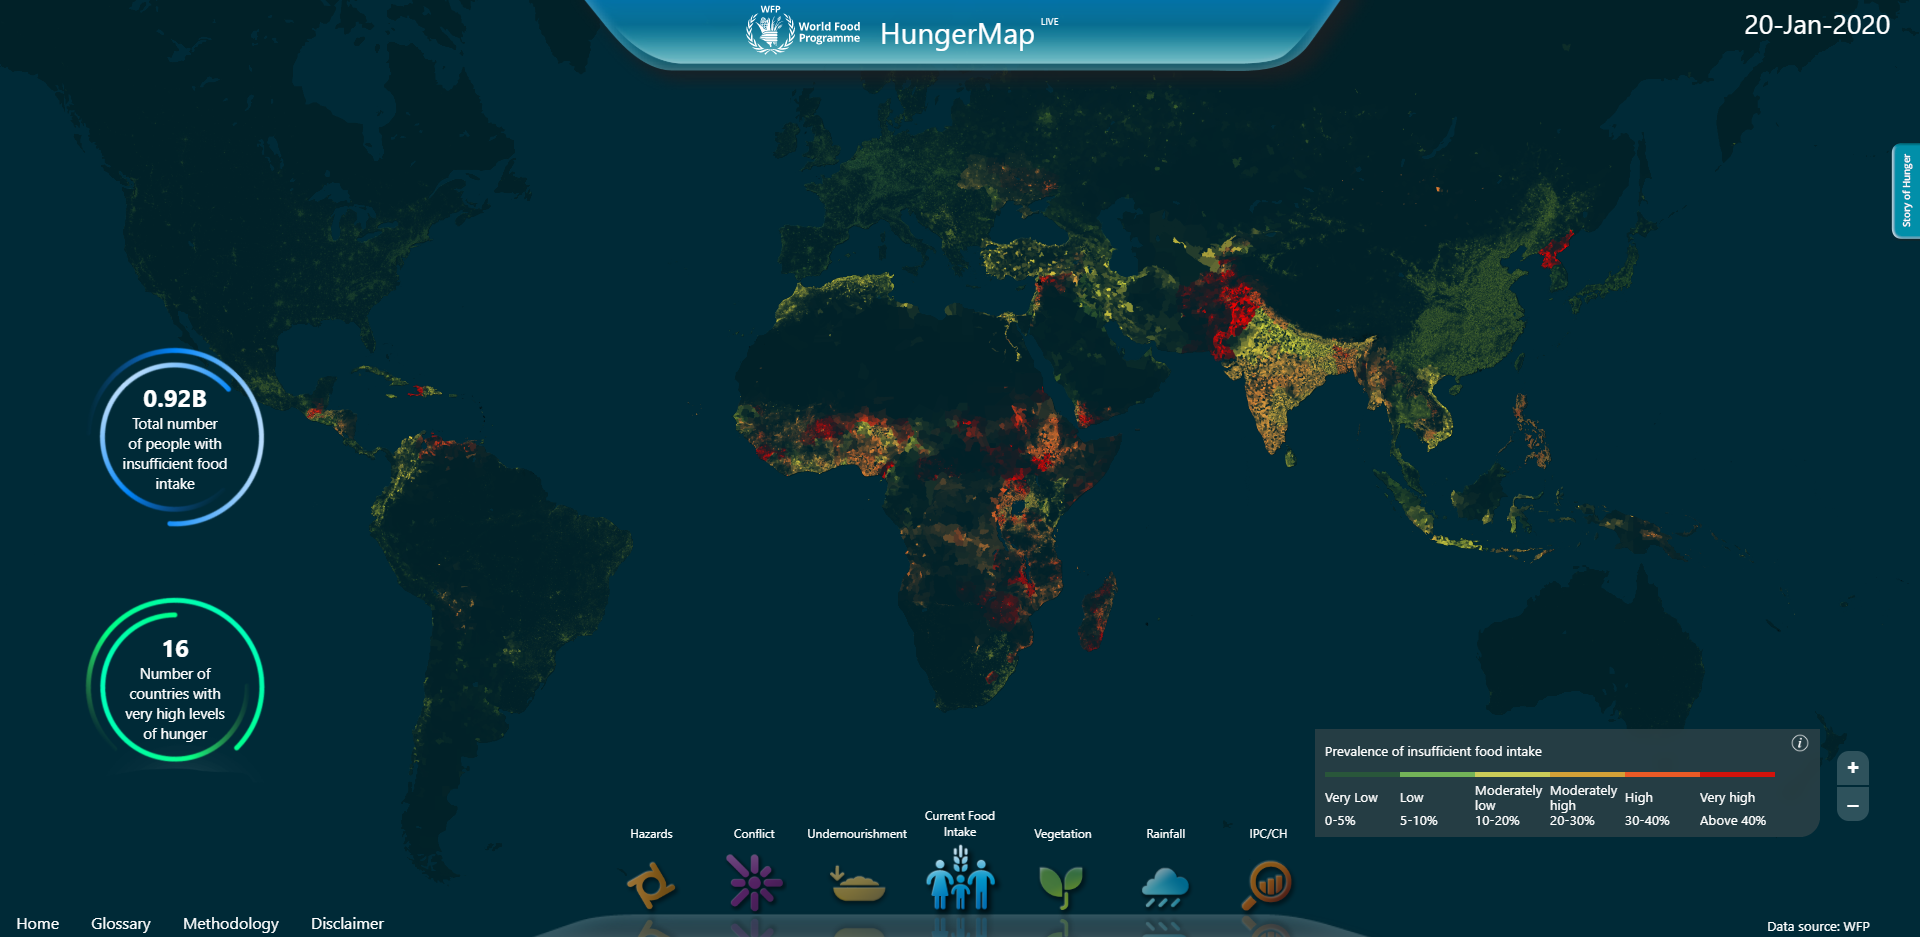 WFP
World Food
Programme
HungerMap LIVE
20-Jan-2020
Story of Hunger
0.92B
Total number
of people with
insufficient food
intake
16
Number of
countries with
very high levels
of hunger
Prevalence of insufficient food intake
i
Very Low
Low
Moderately
low
Moderately
high
High
Very high
0-5%
5-10%
10-20%
20-30%
30-40%
Above 40%
+
−
Hazards
Conflict
Undernourishment
Current Food
Intake
Vegetation
Rainfall
IPC/CH
Home
Glossary
Methodology
Disclaimer
Data source: WFP